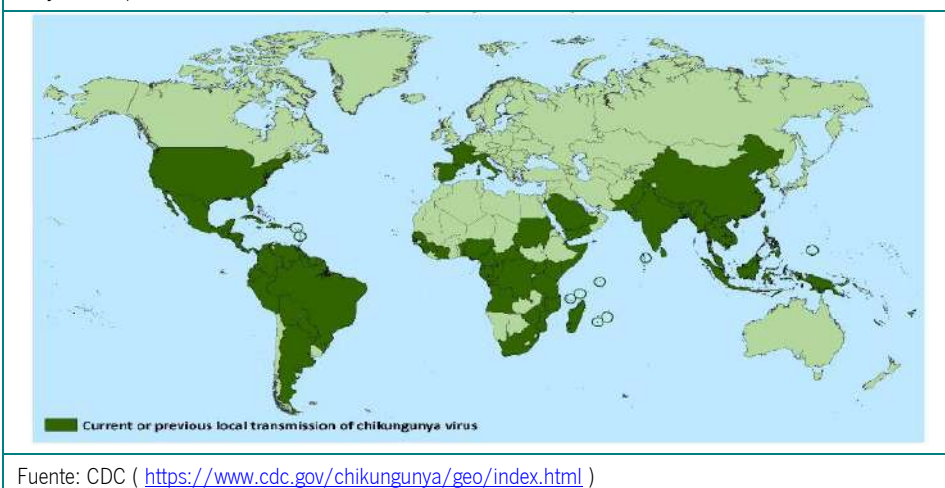 Current or previous local transmission of chikungunya virus
Fuente: CDC ( https://www.cdc.gov/chikungunya/geo/index.html )